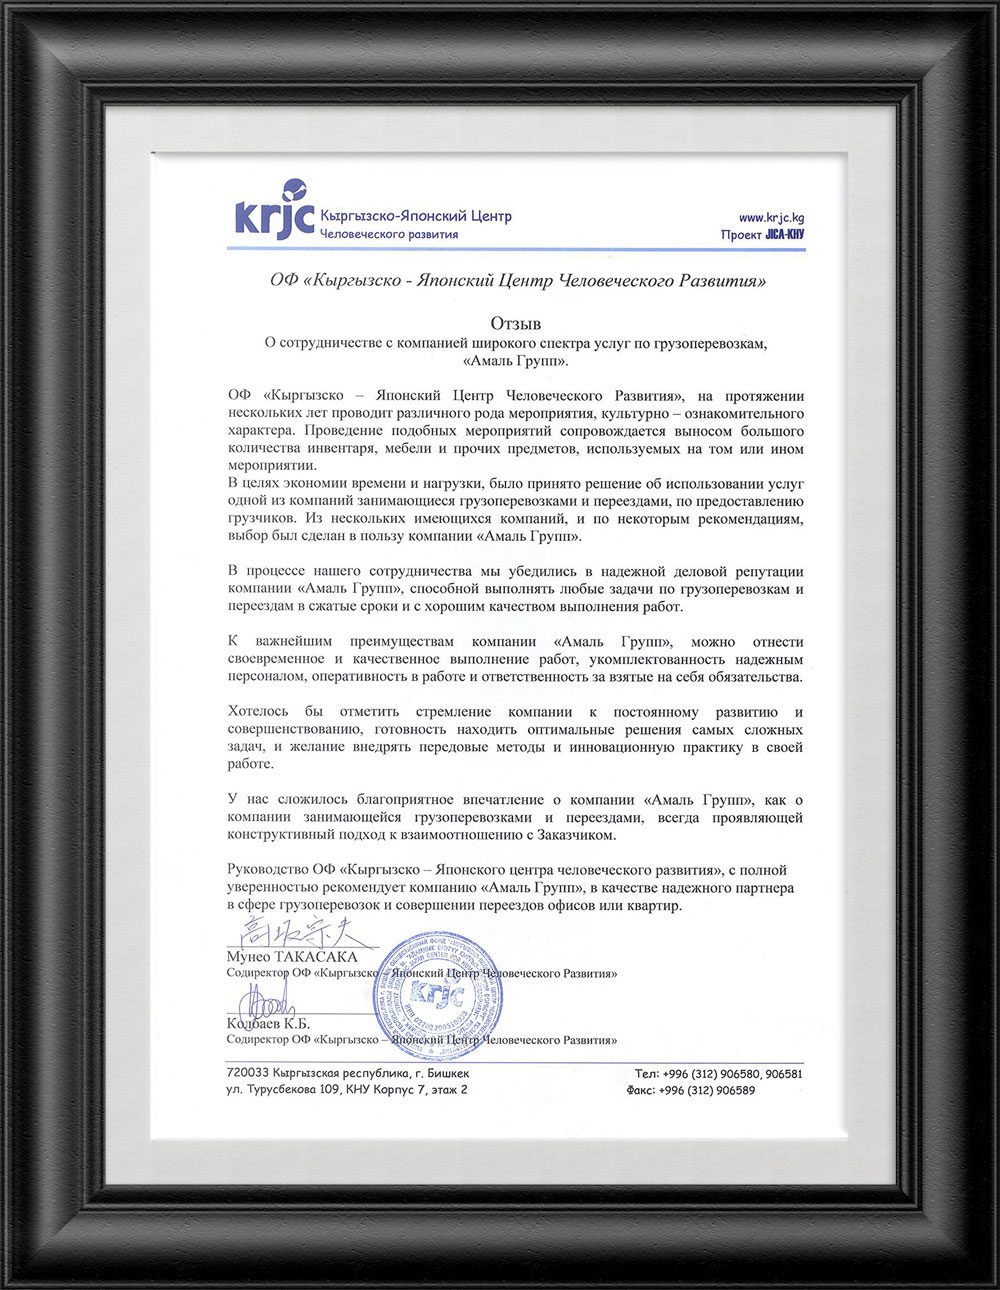 krjc Кыргызско-Японский Центр
Человеческого развития
www.krjc.kg
Проект JICA-КНУ
ОФ «Кыргызско - Японский Центр Человеческого Развития»
Отзыв
О сотрудничестве с компанией широкого спектра услуг по грузоперевозкам,
«Амаль Групп».
ОФ «Кыргызско – Японский Центр Человеческого Развития», на протяжении
нескольких лет проводит различного рода мероприятия, культурно – ознакомительного
характера. Проведение подобных мероприятий сопровождается выносом большого
количества инвентаря, мебели и прочих предметов, используемых на том или ином
мероприятии.
В целях экономии времени и нагрузки, было принято решение об использовании услуг
одной из компаний занимающиеся грузоперевозками и переездами, по предоставлению
грузчиков. Из нескольких имеющихся компаний, и по некоторым рекомендациям,
выбор был сделан в пользу компании «Амаль Групп».
В процессе нашего сотрудничества мы убедились в надежной деловой репутации
компании «Амаль Групп», способной выполнять любые задачи по грузоперевозкам и
переездам в сжатые сроки и с хорошим качеством выполнения работ.
К важнейшим преимуществам компании «Амаль Групп», можно отнести
своевременное и качественное выполнение работ, укомплектованность надежным
персоналом, оперативность в работе и ответственность за взятые на себя обязательства.
Хотелось бы отметить стремление компании к постоянному развитию и
совершенствованию, готовность находить оптимальные решения самых сложных
задач, и желание внедрять передовые методы и инновационную практику в своей
работе.
У нас сложилось благоприятное впечатление о компании «Амаль Групп», как о
компании занимающейся грузоперевозками и переездами, всегда проявляющей
конструктивный подход к взаимоотношению с Заказчиком.
Руководство ОФ «Кыргызско – Японского центра человеческого развития», с полной
уверенностью рекомендует компанию «Амаль Групп», в качестве надежного партнера
в сфере грузоперевозок и совершении переездов офисов или квартир.
Мунео ТАКАСАКА
Содиректор ОФ «Кыргызско – Японский Центр Человеческого Развития»
krjc
Колбаев К.Б.
Содиректор ОФ «Кыргызско – Японский Центр Человеческого Развития»
720033 Кыргызская республика, г. Бишкек
ул. Турусбекова 109, КНУ Корпус 7, этаж 2
Тел: +996 (312) 906580, 906581
Факс: +996 (312) 906589